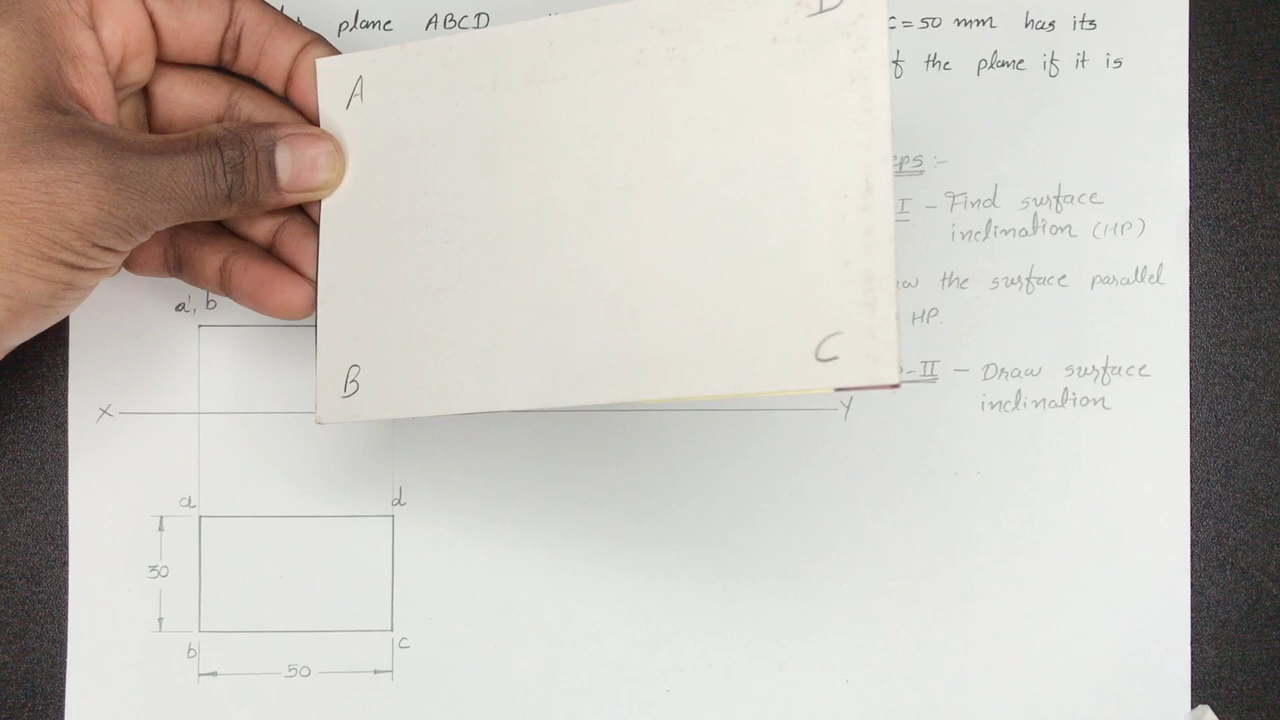 plane ABCD
C=50 mm has its
the plane if it is
A
D
I - Find surface
inclination (HP)
the surface parallel
HP.
a', b
B
C
-II - Draw surface
inclination
X
Y
a
d
30
b
c
50